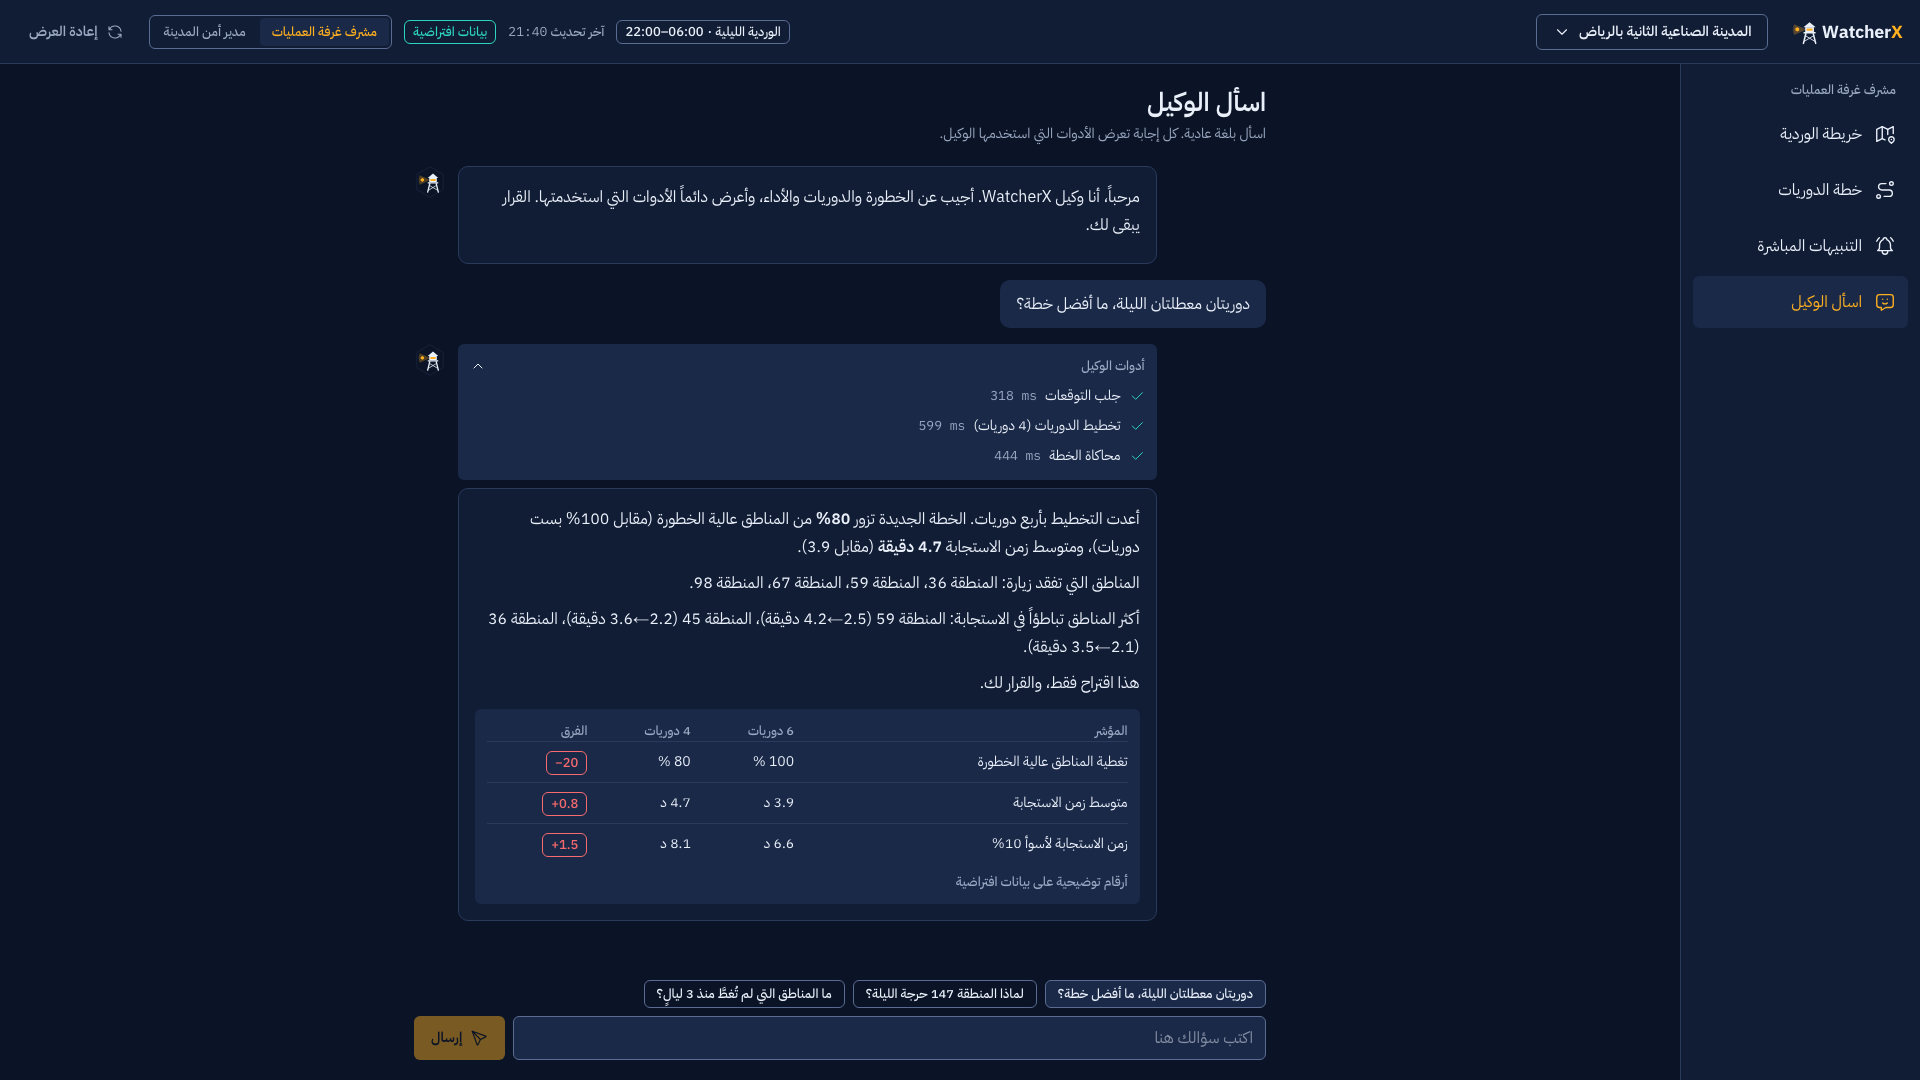 WatcherX
المدينة الصناعية الثانية بالرياض
الوردية الليلية · 22:00–06:00
آخر تحديث 21:40
بيانات افتراضية
مشرف غرفة العمليات
مدير أمن المدينة
إعادة العرض
مشرف غرفة العمليات
خريطة الوردية
خطة الدوريات
التنبيهات المباشرة
اسأل الوكيل
اسأل الوكيل
اسأل بلغة عادية. كل إجابة تعرض الأدوات التي استخدمها الوكيل.
مرحباً، أنا وكيل WatcherX. أجيب عن الخطورة والدوريات والأداء، وأعرض دائماً الأدوات التي استخدمتها. القرار
يبقى لك.
دوريتان معطلتان الليلة، ما أفضل خطة؟
أدوات الوكيل
جلب التوقعات 318 ms
تخطيط الدوريات (4 دوريات) 599 ms
محاكاة الخطة 444 ms
أعدت التخطيط بأربع دوريات. الخطة الجديدة تزور 80% من المناطق عالية الخطورة (مقابل 100% بست
دوريات)، ومتوسط زمن الاستجابة 4.7 دقيقة (مقابل 3.9).
المناطق التي تفقد زيارة: المنطقة 36، المنطقة 59، المنطقة 67، المنطقة 98.
أكثر المناطق تباطؤاً في الاستجابة: المنطقة 59 (2.5←4.2 دقيقة)، المنطقة 45 (2.2←3.6 دقيقة)، المنطقة 36
(2.1←3.5 دقيقة).
هذا اقتراح فقط، والقرار لك.
المؤشر 6 دوريات 4 دوريات الفرق
تغطية المناطق عالية الخطورة 100 % 80 % −20
متوسط زمن الاستجابة 3.9 د 4.7 د +0.8
زمن الاستجابة لأسوأ 10% 6.6 د 8.1 د +1.5
أرقام توضيحية على بيانات افتراضية
دوريتان معطلتان الليلة، ما أفضل خطة؟
لماذا المنطقة 147 حرجة الليلة؟
ما المناطق التي لم تُغطَّ منذ 3 ليالٍ؟
اكتب سؤالك هنا
إرسال